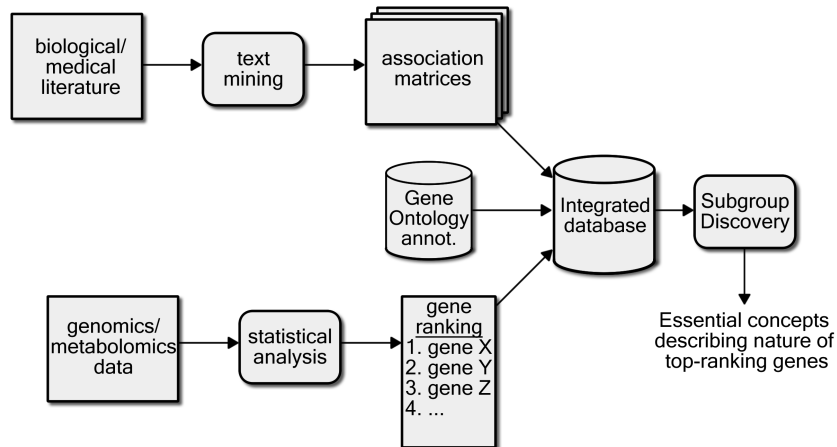 biological/
medical
literature
text
mining
association
matrices
Gene
Ontology
annot.
Integrated
database
Subgroup
Discovery
genomics/
metabolomics
data
statistical
analysis
gene
ranking
1. gene X
2. gene Y
3. gene Z
4. ...
Essential concepts
describing nature of
top-ranking genes